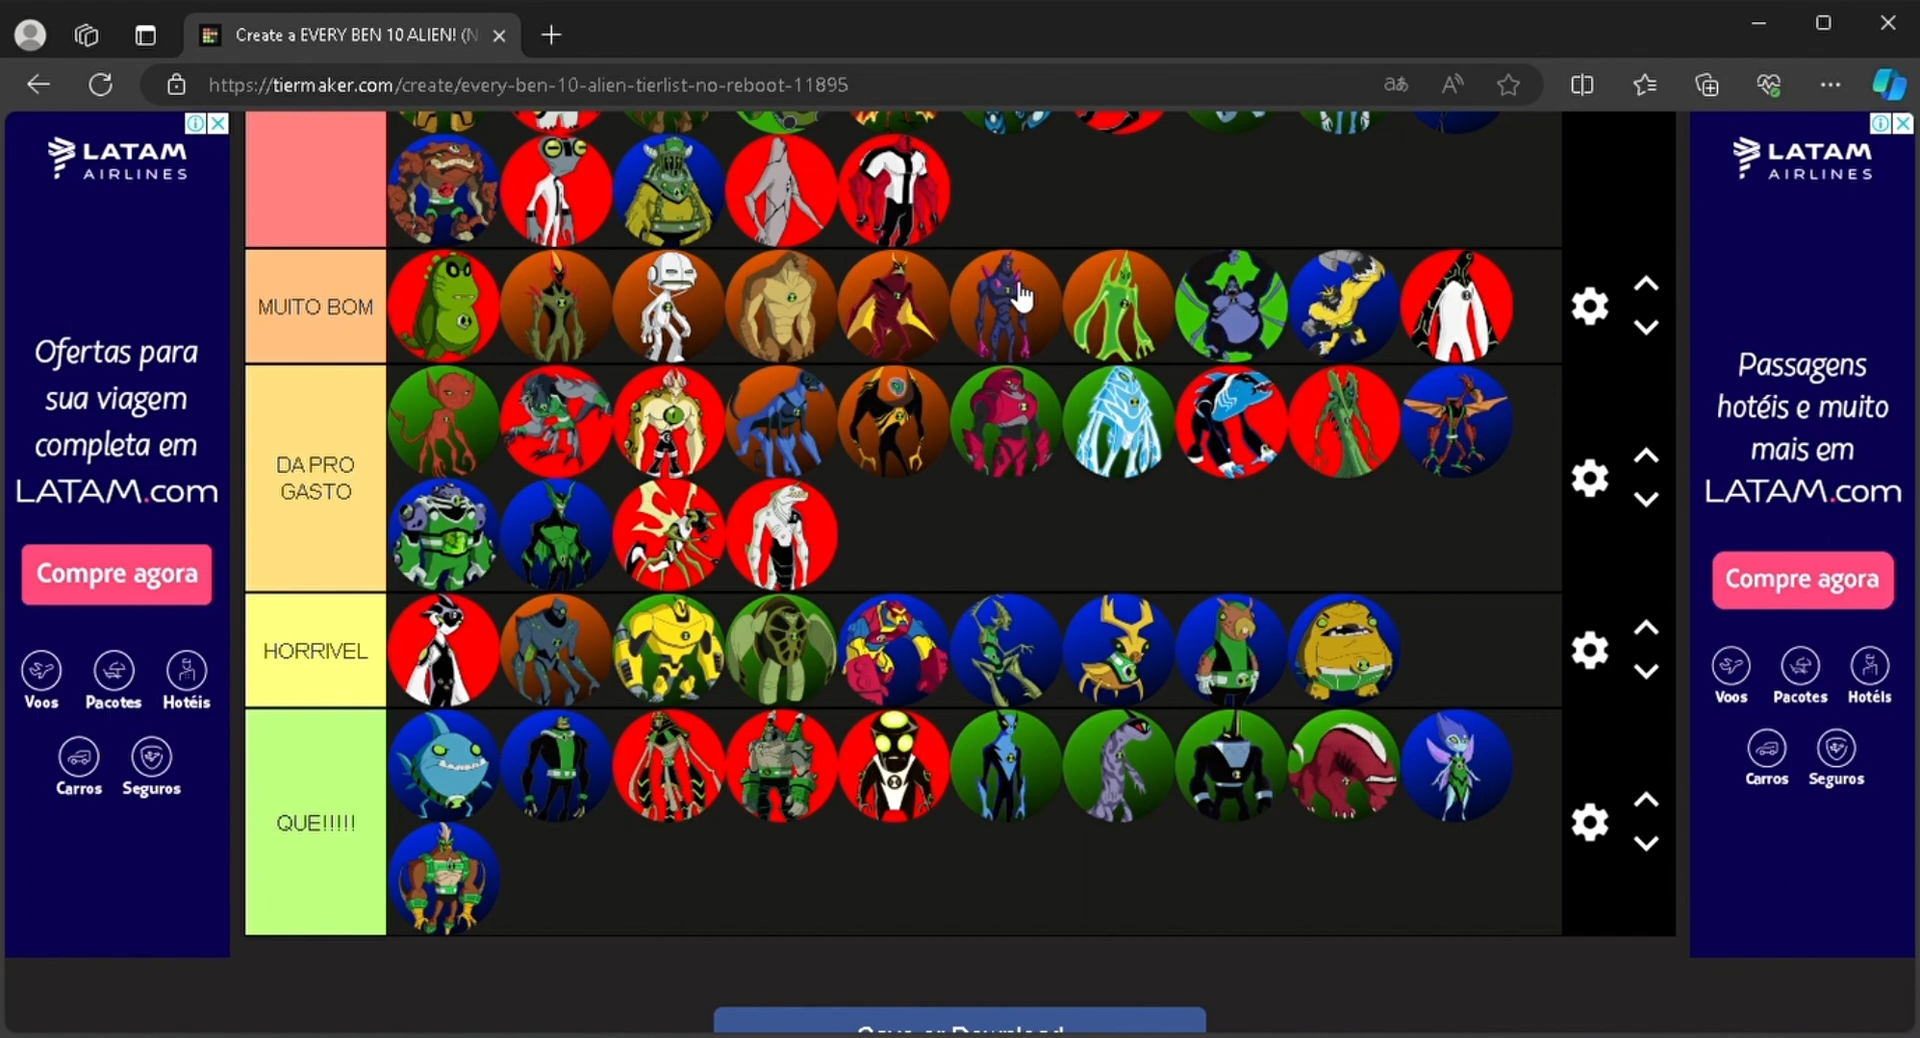 Create a EVERY BEN 10 ALIEN! (N
https://tiermaker.com/create/every-ben-10-alien-tierlist-no-reboot-11895
LATAM
AIRLINES
Ofertas para
sua viagem
completa em
LATAM.com
Compre agora
Voos
Pacotes
Hotéis
Carros
Seguros
MUITO BOM
DA PRO
GASTO
HORRIVEL
QUE!!!!!
Save or Download
LATAM
AIRLINES
Passagens
hotéis e muito
mais em
LATAM.com
Compre agora
Voos
Pacotes
Hotéis
Carros
Seguros